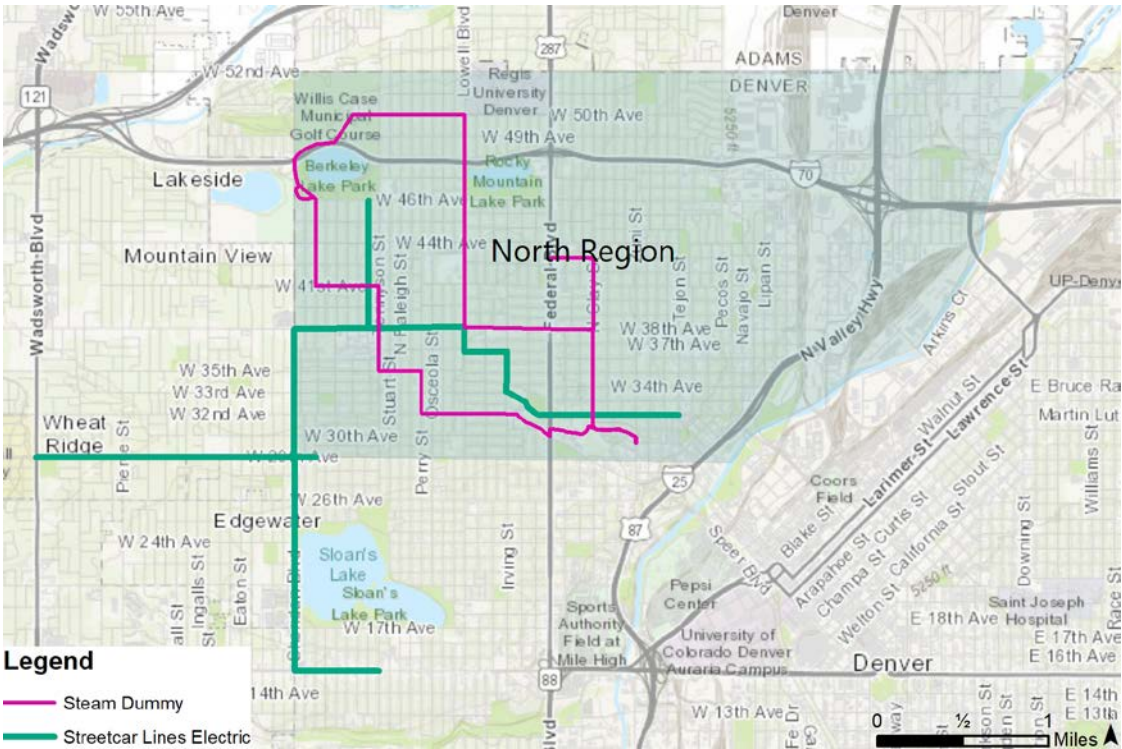 W 55th Ave
Wadsw
Denver
287
Lowell Blvd
ADAMS
W 52nd Ave
DENVER
Regis
University
Denver
121
Willis Case
Municipal
Golf Course
W 50th Ave
W 49th Ave
5250 ft
Berkeley
Lake Park
Rocky
Mountain
Lake Park
70
Lakeside
W 46th Ave
Wadsworth Blvd
Mountain View
W 44th Ave
North Region
Tejon St
Pecos St
Navajo St
Lipan St
N Raleigh St
UP-Denve
W 41st Ave
N Clay S
Federal
W 38th Ave
W 37th Ave
N Valley Hwy
Atkins Ct
W 35th Ave
W 33rd Ave
W 32nd Ave
Stuart St
Osceola St
W 34th Ave
E Bruce Ra
Martin Lut
Walnut St
Lawrence St
Larimer St
Wheat
Ridge
W 30th Ave
Perry St
Williams St
25
Coors
Field
W 26th Ave
Edgewater
W 24th Ave
87
Speer Blvd
Blake St
Stout St
Curtis St
California St
Arapahoe St
Champa St
Welton St
5250 ft
Downing St
Sloan's
Lake
Sloan's
Lake Park
Irving St
Ingalls St
Eaton St
Pepsi
Center
Sports
Authority
Field at
Mile High
W 17th Ave
Saint Joseph
Hospital
Race St
E 18th Ave
E 17th Ave
E 16th Ave
University of
Colorado Denver
Auraria Campus
Denver
88
14th Ave
W 13th Ave
E 14th
E 13th
Legend
Steam Dummy
Streetcar Lines Electric
0 ½ 1
Miles